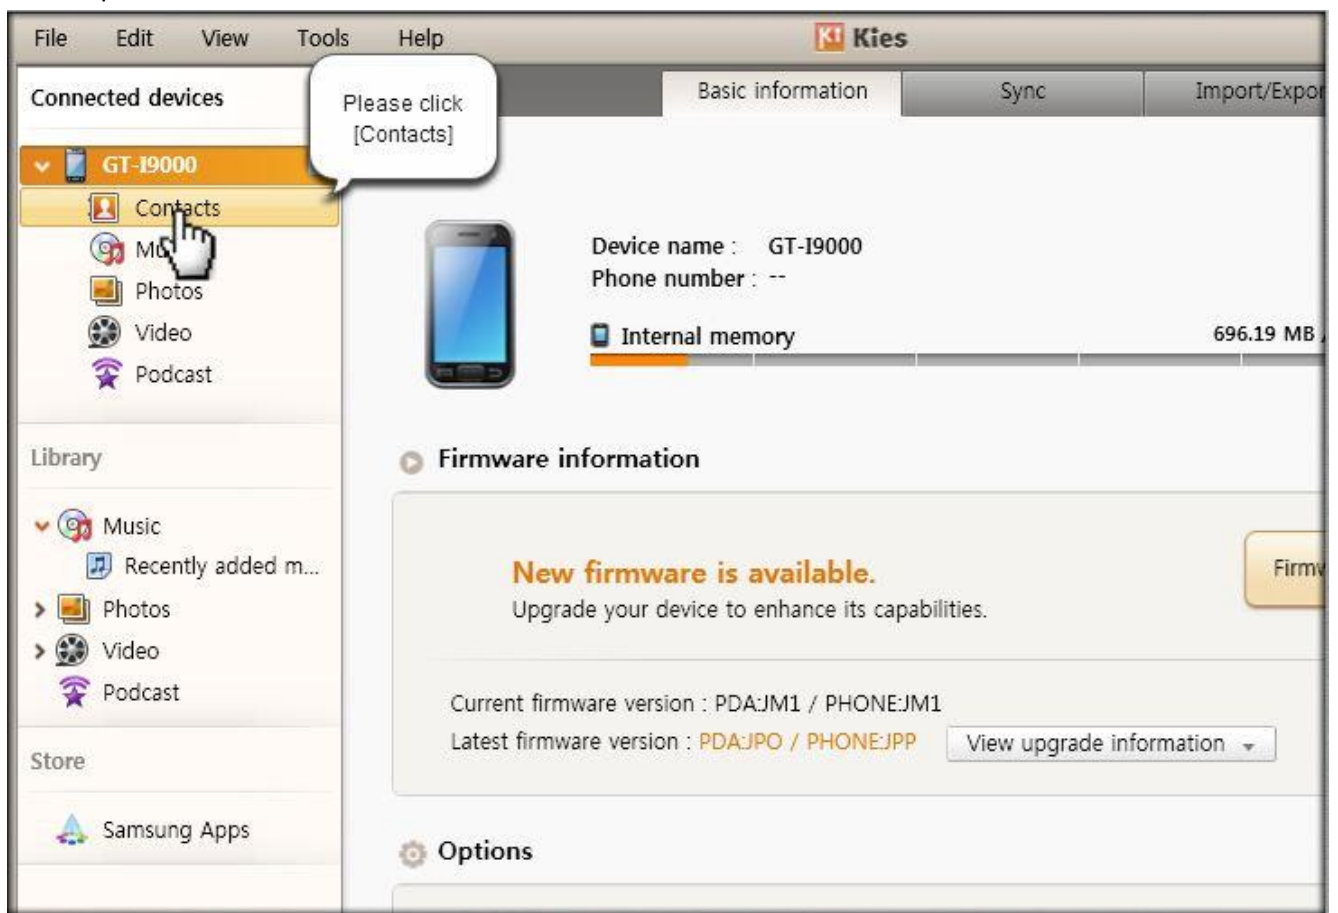 File Edit View Tools Help
Kies
Connected devices
Please click
[Contacts]
Basic information Sync Import/Expor
GT-I9000
Contacts
Photos
Video
Podcast
Device name : GT-I9000
Phone number : --
Internal memory 696.19 MB /
Library
Music
Recently added m...
Photos
Video
Podcast
Firmware information
New firmware is available.
Upgrade your device to enhance its capabilities.
Firmw
Current firmware version : PDA:JM1 / PHONE:JM1
Latest firmware version : PDA:JPO / PHONE:JPP View upgrade information
Store
Samsung Apps
Options